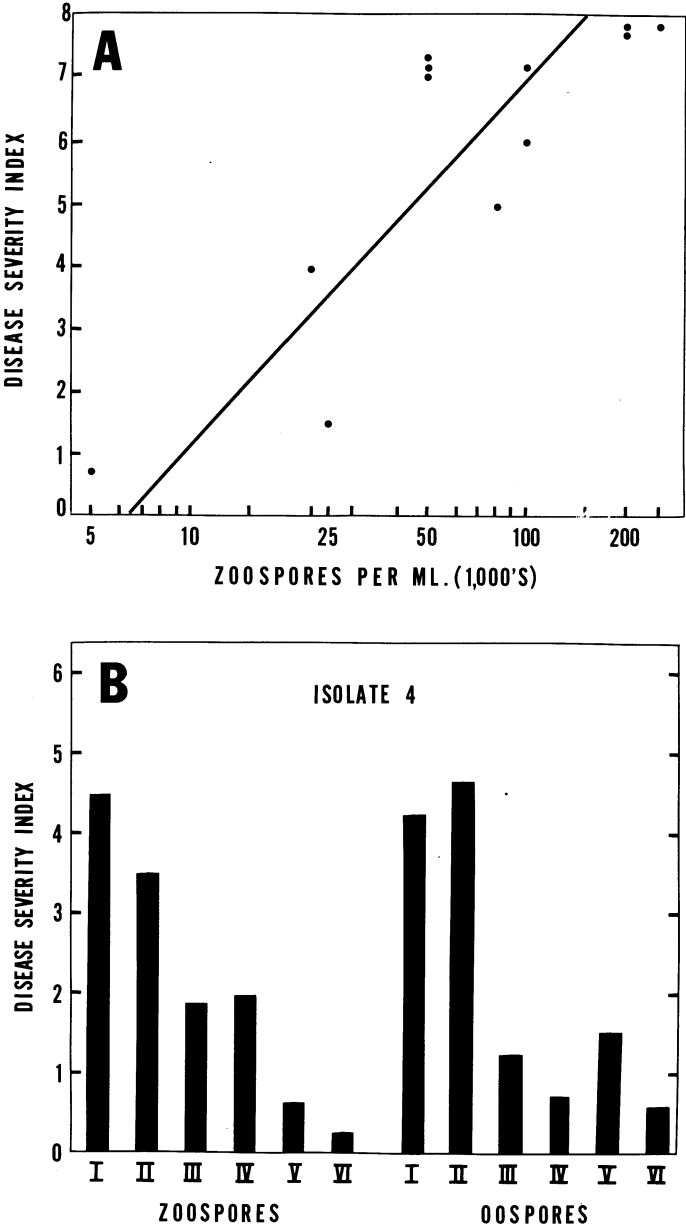 A
8
7
6
5
4
3
2
1
0
DISEASE SEVERITY INDEX
5 10 25 50 100 200
ZOOSPORES PER ML. (1,000'S)
B
ISOLATE 4
6
5
4
3
2
1
0
DISEASE SEVERITY INDEX
I II III IV V VI I II III IV V VI
ZOOSPORES OOSPORES